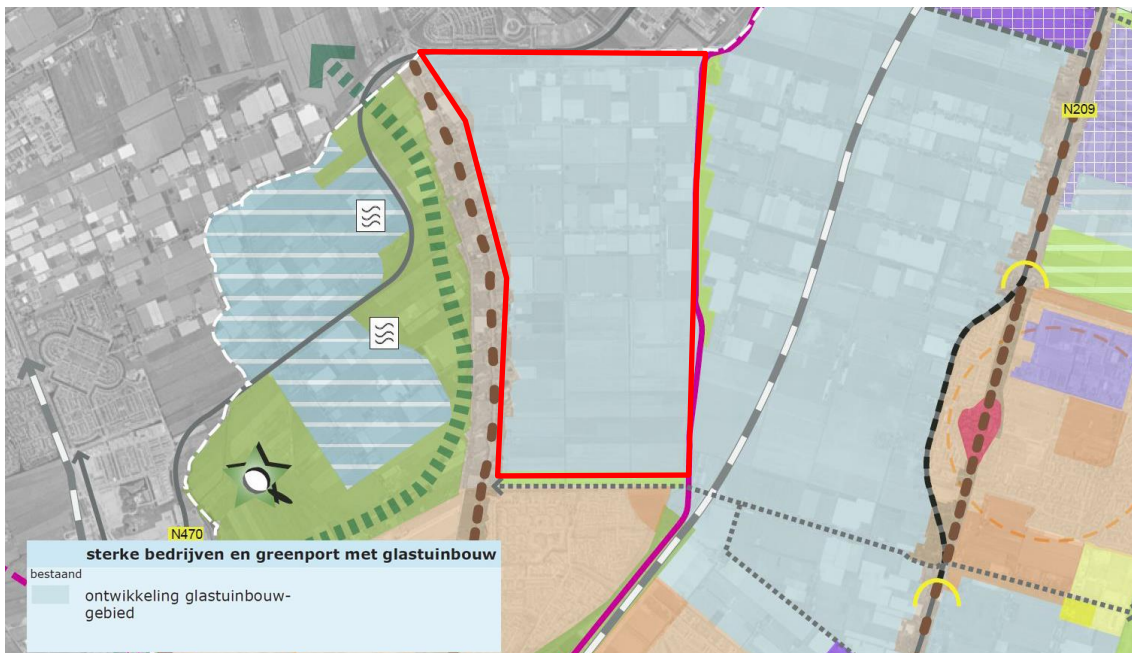 N209
N470
sterke bedrijven en greenport met glastuinbouw
bestaand
ontwikkeling glastuinbouw-
gebied